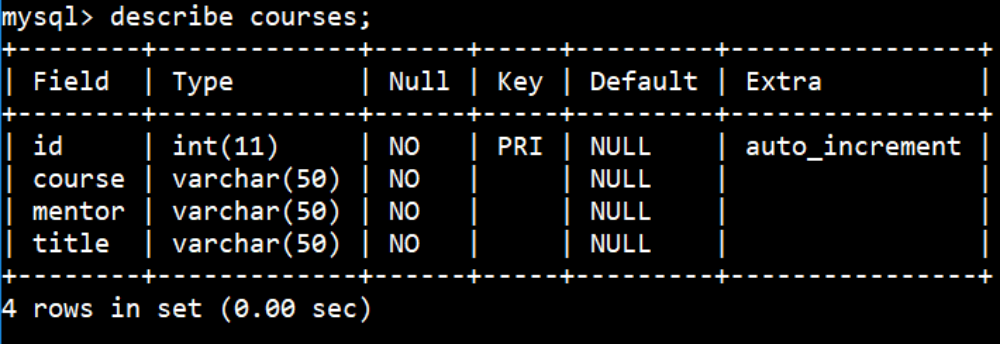 mysql> describe courses;
+--------+-------------+------+-----+---------+----------------+
| Field  | Type        | Null | Key | Default | Extra          |
+--------+-------------+------+-----+---------+----------------+
| id     | int(11)     | NO   | PRI | NULL    | auto_increment |
| course | varchar(50) | NO   |     | NULL    |                |
| mentor | varchar(50) | NO   |     | NULL    |                |
| title  | varchar(50) | NO   |     | NULL    |                |
+--------+-------------+------+-----+---------+----------------+
4 rows in set (0.00 sec)